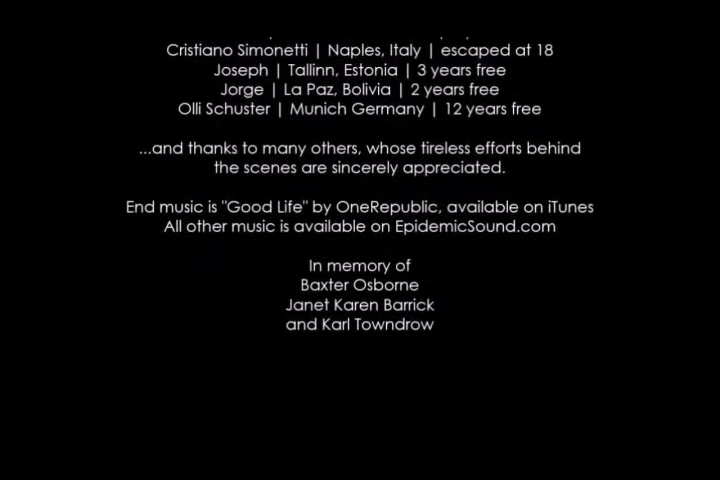 Cristiano Simonetti | Naples, Italy | escaped at 18
Joseph | Tallinn, Estonia | 3 years free
Jorge | La Paz, Bolivia | 2 years free
Olli Schuster | Munich Germany | 12 years free
...and thanks to many others, whose tireless efforts behind
the scenes are sincerely appreciated.
End music is "Good Life" by OneRepublic, available on iTunes
All other music is available on EpidemicSound.com
In memory of
Baxter Osborne
Janet Karen Barrick
and Karl Towndrow